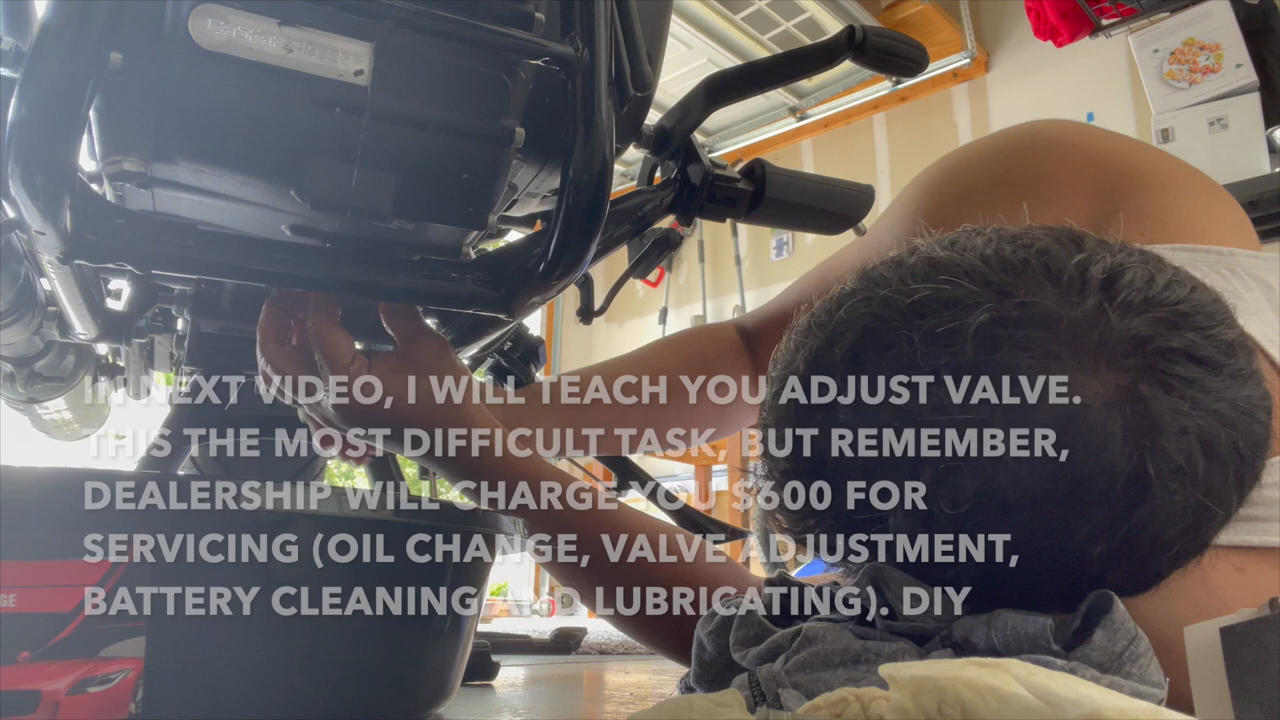 IN NEXT VIDEO, I WILL TEACH YOU ADJUST VALVE.
THIS THE MOST DIFFICULT TASK, BUT REMEMBER,
DEALERSHIP WILL CHARGE YOU $600 FOR
SERVICING (OIL CHANGE, VALVE ADJUSTMENT,
BATTERY CLEANING AND LUBRICATING). DIY